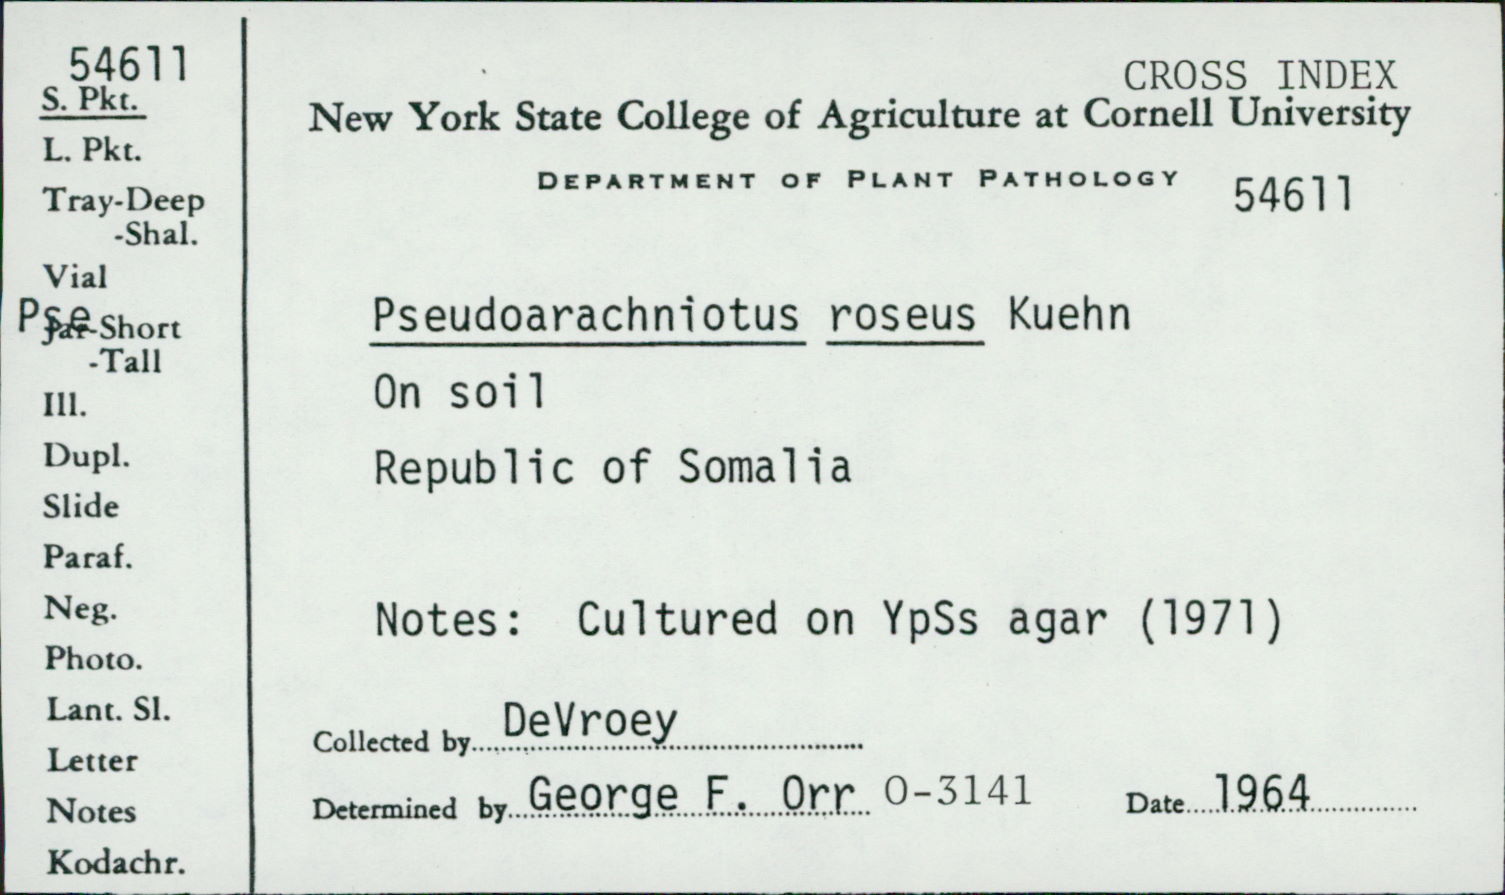 54611
S. Pkt.
L. Pkt.
Tray-Deep
-Shal.
Vial
Pse
Jar-Short
-Tall
Ill.
Dupl.
Slide
Paraf.
Neg.
Photo.
Lant. Sl.
Letter
Notes
Kodachr.
CROSS INDEX
New York State College of Agriculture at Cornell University
DEPARTMENT OF PLANT PATHOLOGY 54611
Pseudoarachniotus roseus Kuehn
On soil
Republic of Somalia
Notes: Cultured on YpSs agar (1971)
Collected by DeVroey
Determined by George F. Orr O-3141 Date 1964